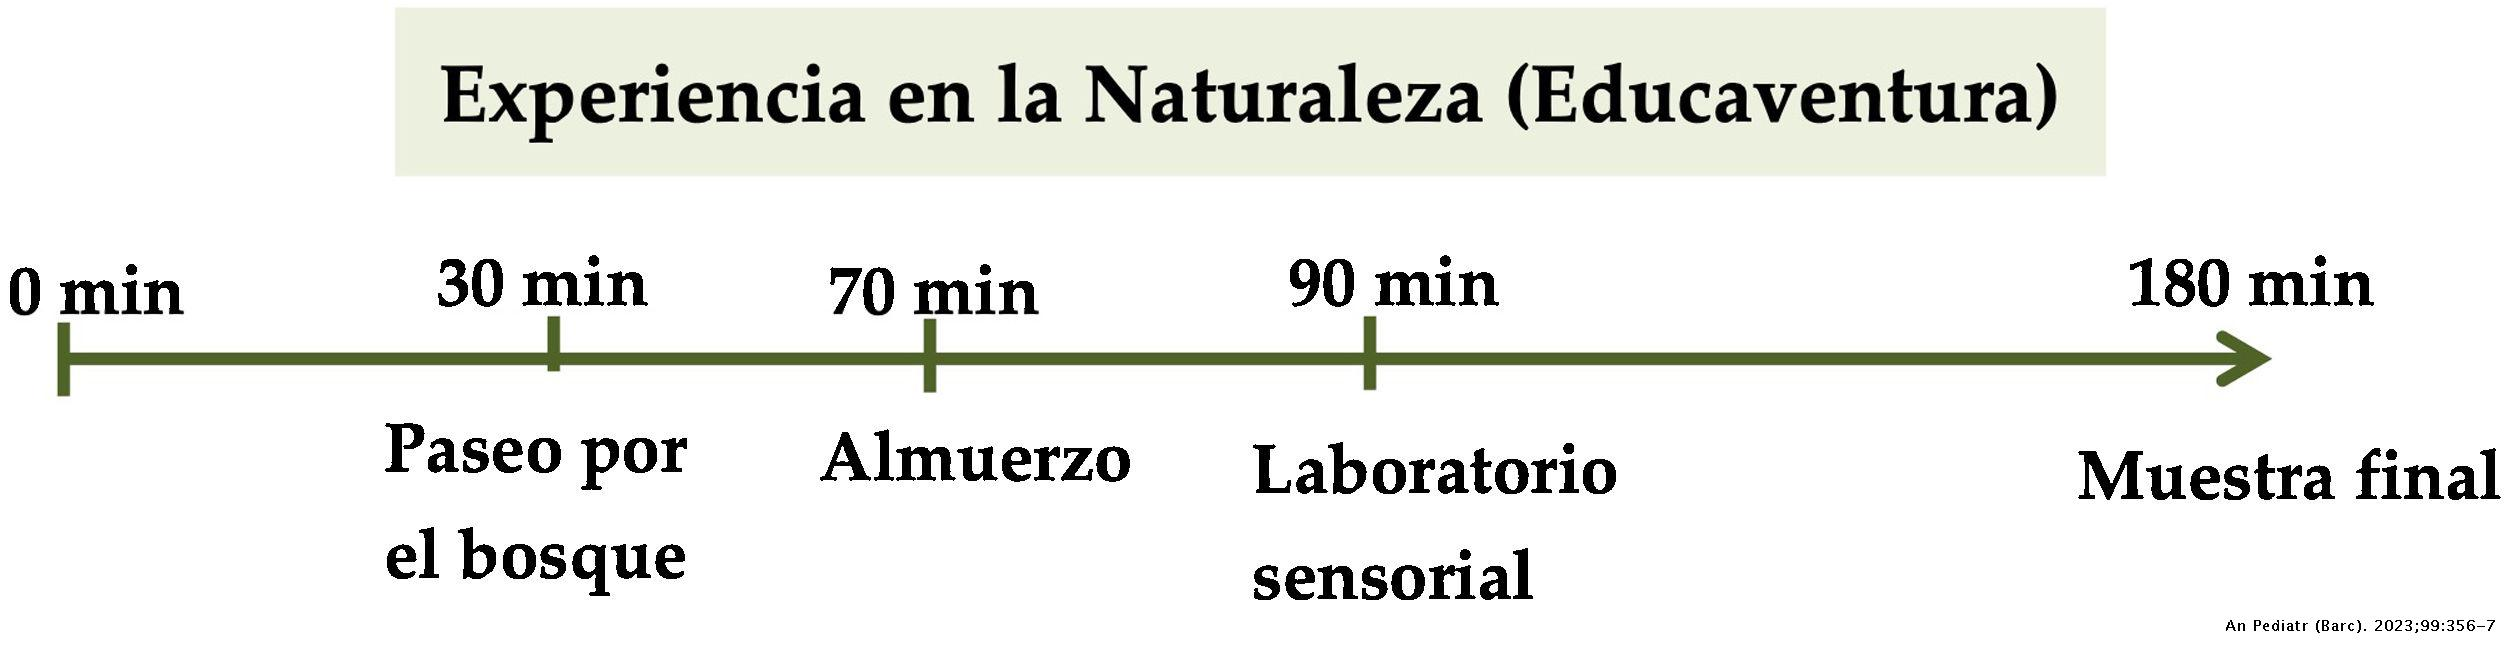 Experiencia en la Naturaleza (Educaventura)
0 min 30 min 70 min 90 min 180 min
Paseo por
el bosque
Almuerzo
Laboratorio
sensorial
Muestra final
An Pediatr (Barc). 2023;99:356–7